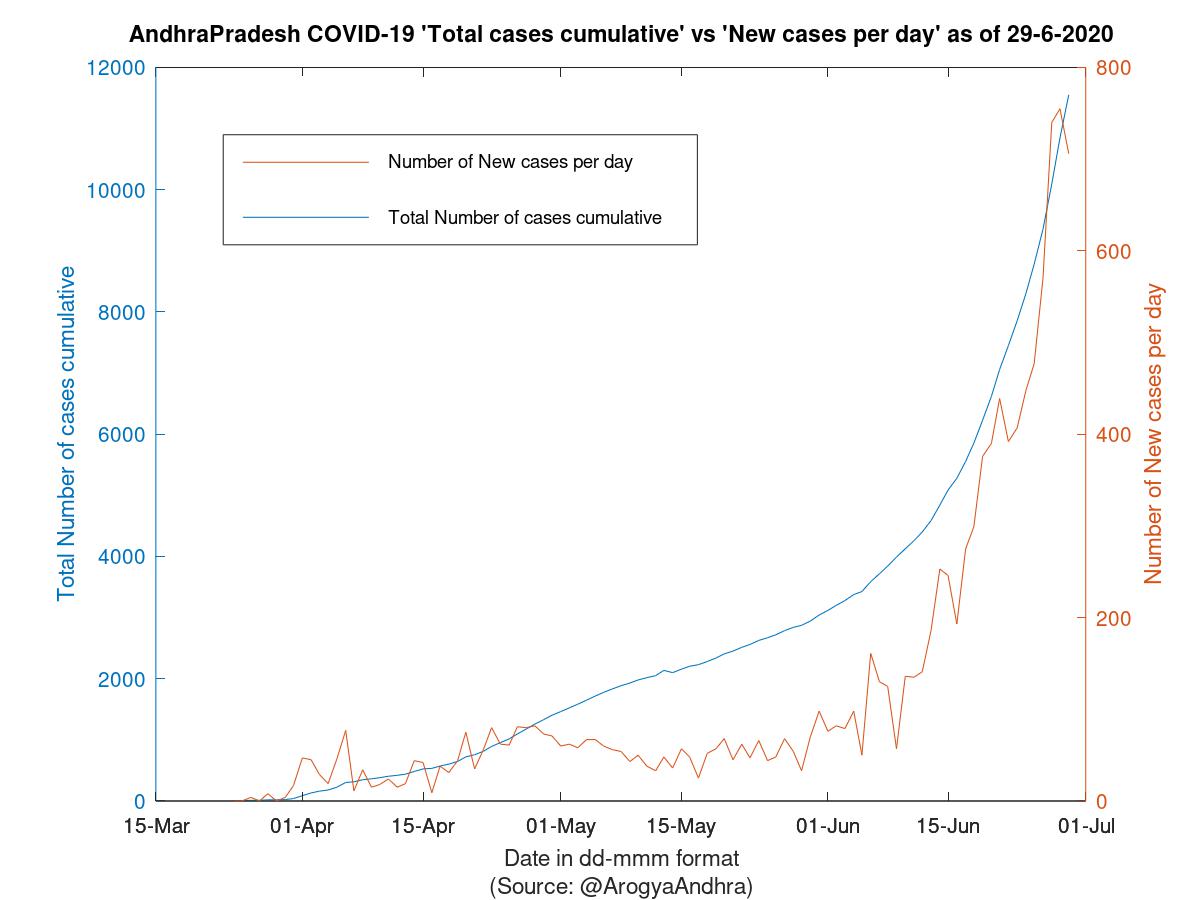 AndhraPradesh COVID-19 'Total cases cumulative' vs 'New cases per day' as of 29-6-2020
12000
10000
8000
6000
4000
2000
0
Total Number of cases cumulative
Number of New cases per day
Total Number of cases cumulative
800
600
400
200
0
Number of New cases per day
15-Mar 01-Apr 15-Apr 01-May 15-May 01-Jun 15-Jun 01-Jul
Date in dd-mmm format
(Source: @ArogyaAndhra)